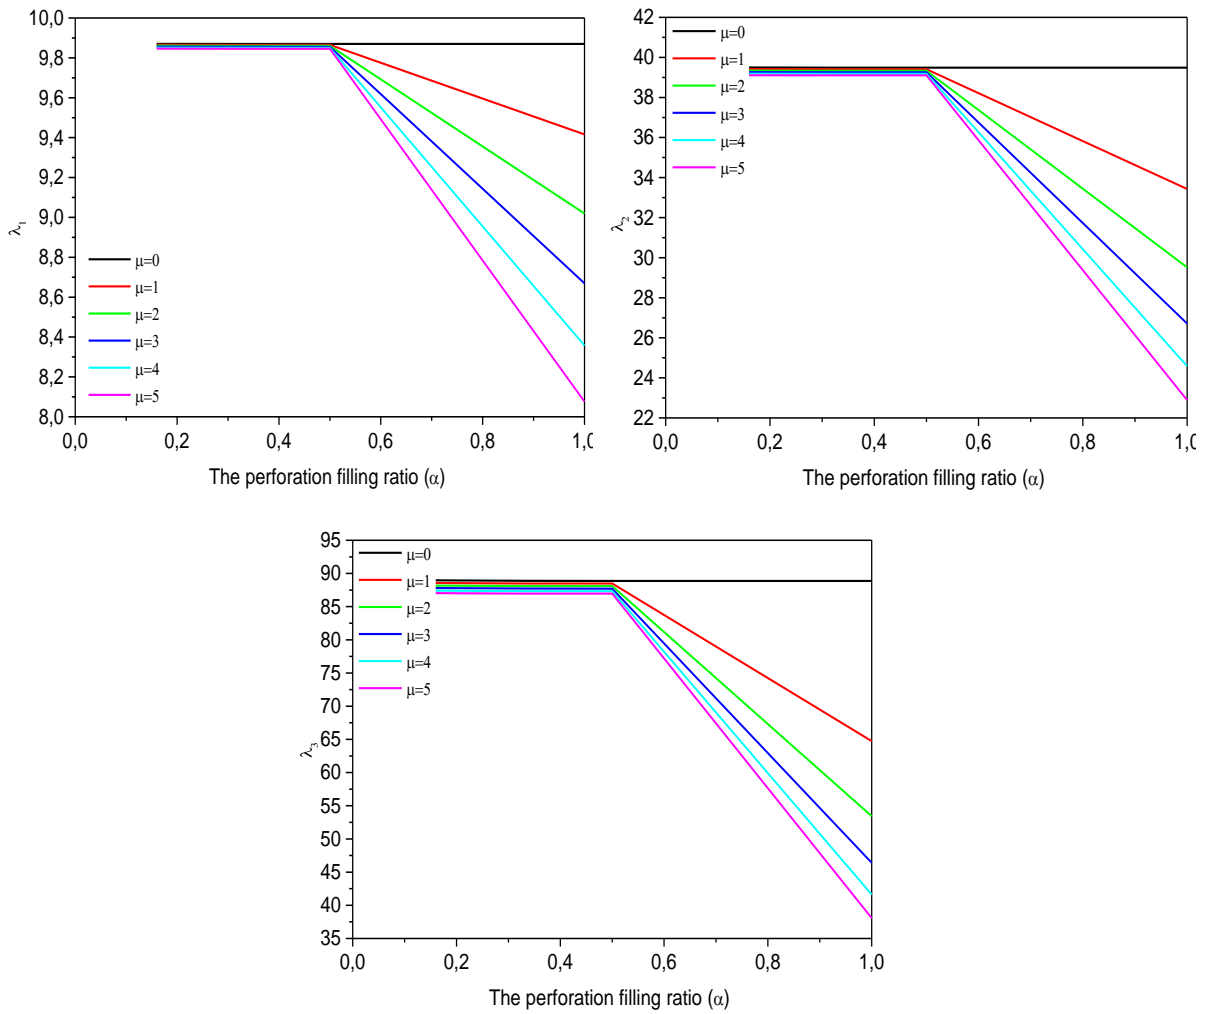 10,0
9,8
9,6
9,4
9,2
9,0
8,8
8,6
8,4
8,2
8,0
λ1
μ=0
μ=1
μ=2
μ=3
μ=4
μ=5
0,0 0,2 0,4 0,6 0,8 1,0
The perforation filling ratio (α)
42
40
38
36
34
32
30
28
26
24
22
λ2
μ=0
μ=1
μ=2
μ=3
μ=4
μ=5
0,0 0,2 0,4 0,6 0,8 1,0
The perforation filling ratio (α)
95
90
85
80
75
70
65
60
55
50
45
40
35
λ3
μ=0
μ=1
μ=2
μ=3
μ=4
μ=5
0,0 0,2 0,4 0,6 0,8 1,0
The perforation filling ratio (α)